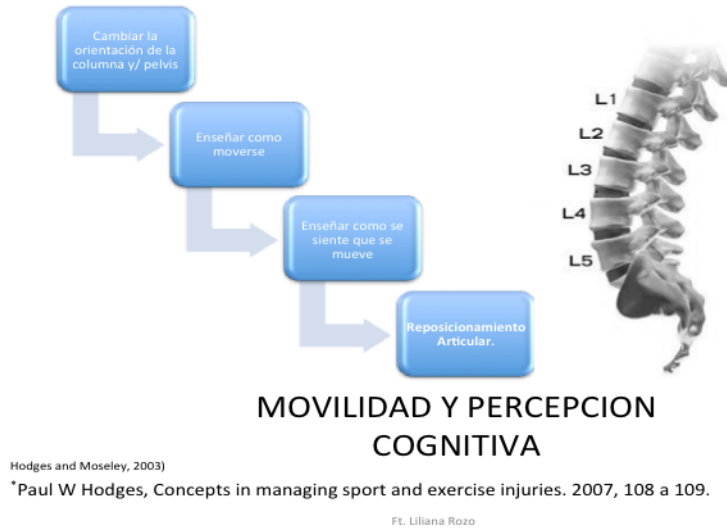 Cambiar la
orientación de la
columna y/ pelvis
Enseñar como
moverse
Enseñar como se
siente que se
mueve
Reposicionamiento
Articular.
L1
L2
L3
L4
L5
MOVILIDAD Y PERCEPCION
COGNITIVA
Hodges and Moseley, 2003)
*Paul W Hodges, Concepts in managing sport and exercise injuries. 2007, 108 a 109.
Ft. Liliana Rozo